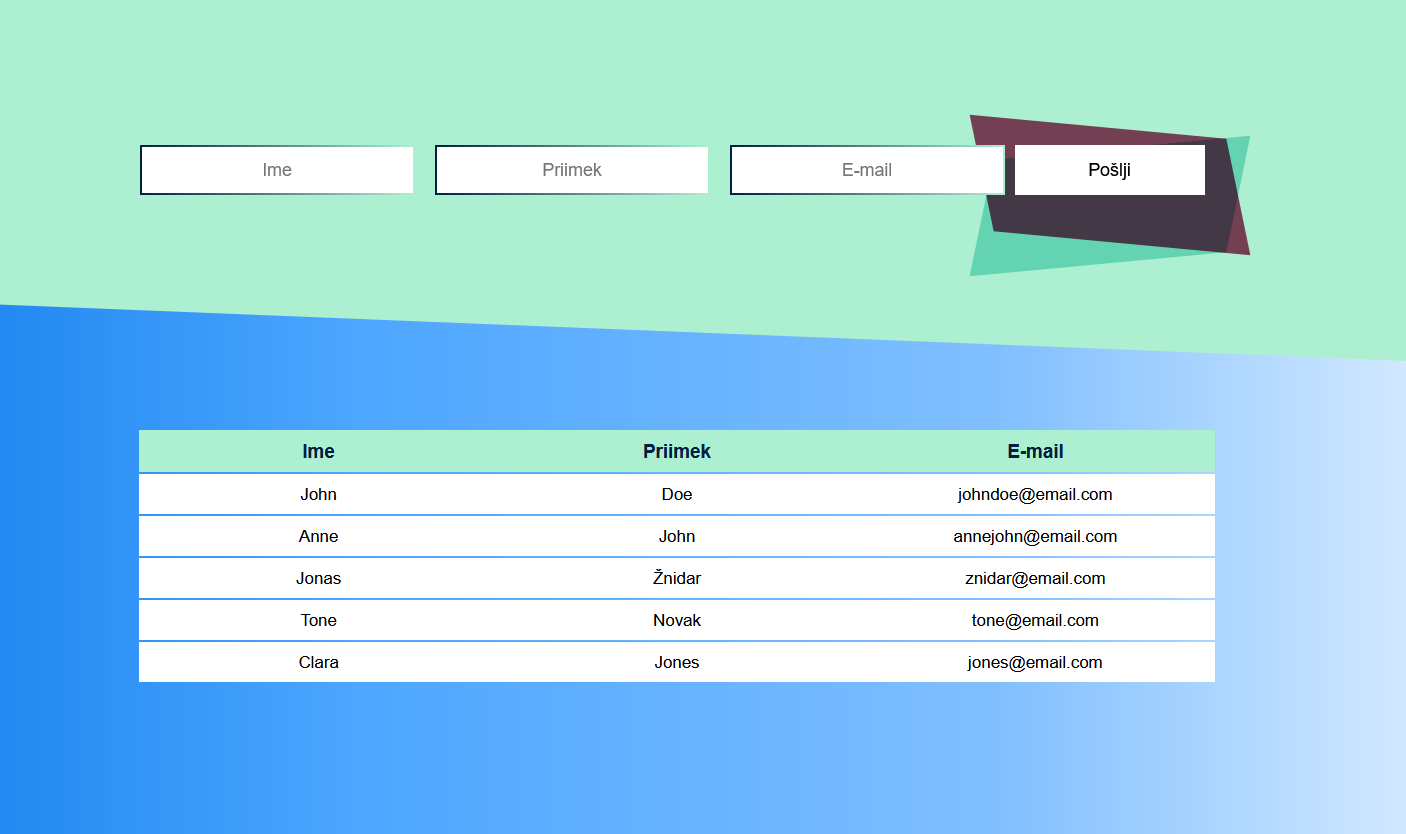 Ime Priimek E-mail Pošlji
Ime Priimek E-mail
John Doe johndoe@email.com
Anne John annejohn@email.com
Jonas Žnidar znidar@email.com
Tone Novak tone@email.com
Clara Jones jones@email.com